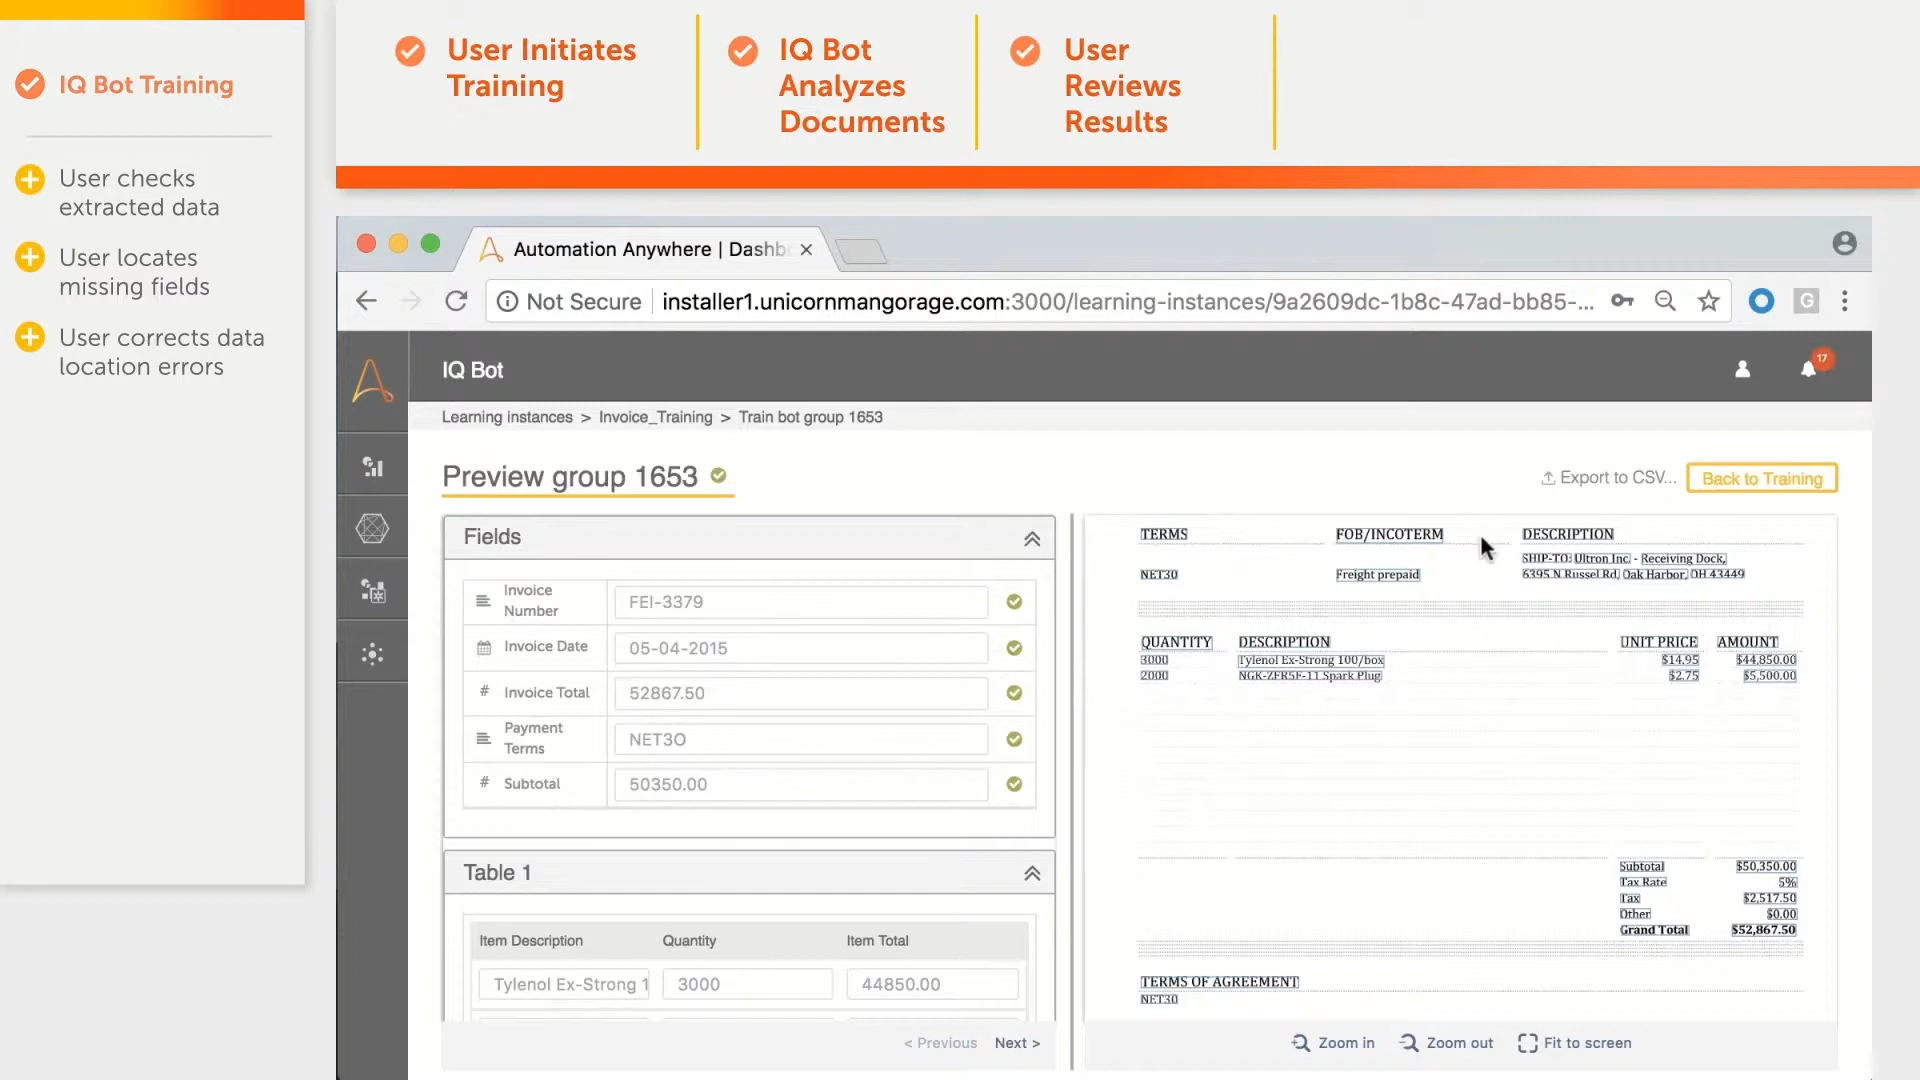 IQ Bot Training
User checks
extracted data
User locates
missing fields
User corrects data
location errors
User Initiates
Training
IQ Bot
Analyzes
Documents
User
Reviews
Results
Automation Anywhere | Dashb
Not Secure
installer1.unicornmangorage.com:3000/learning-instances/9a2609dc-1b8c-47ad-bb85-...
G
IQ Bot
17
Learning instances > Invoice_Training > Train bot group 1653
Preview group 1653
Export to CSV...
Back to Training
Fields
Invoice
Number
FEI-3379
Invoice Date
05-04-2015
# Invoice Total
52867.50
Payment
Terms
NET3O
# Subtotal
50350.00
Table 1
Item Description Quantity Item Total
Tylenol Ex-Strong 1 3000 44850.00
< Previous Next >
TERMS FOB/INCOTERM DESCRIPTION
SHIP-TO: Ultron Inc. - Receiving Dock,
NET30 Freight prepaid 6395 N Russel Rd, Oak Harbor, OH 43449
QUANTITY DESCRIPTION UNIT PRICE AMOUNT
3000 Tylenol Ex-Strong 100/box $14.95 $44,850.00
2000 NGK-ZFR5F-11 Spark Plug $2.75 $5,500.00
Subtotal $50,350.00
Tax Rate 5%
Tax $2,517.50
Other $0.00
Grand Total $52,867.50
TERMS OF AGREEMENT
NET30
Zoom in Zoom out Fit to screen